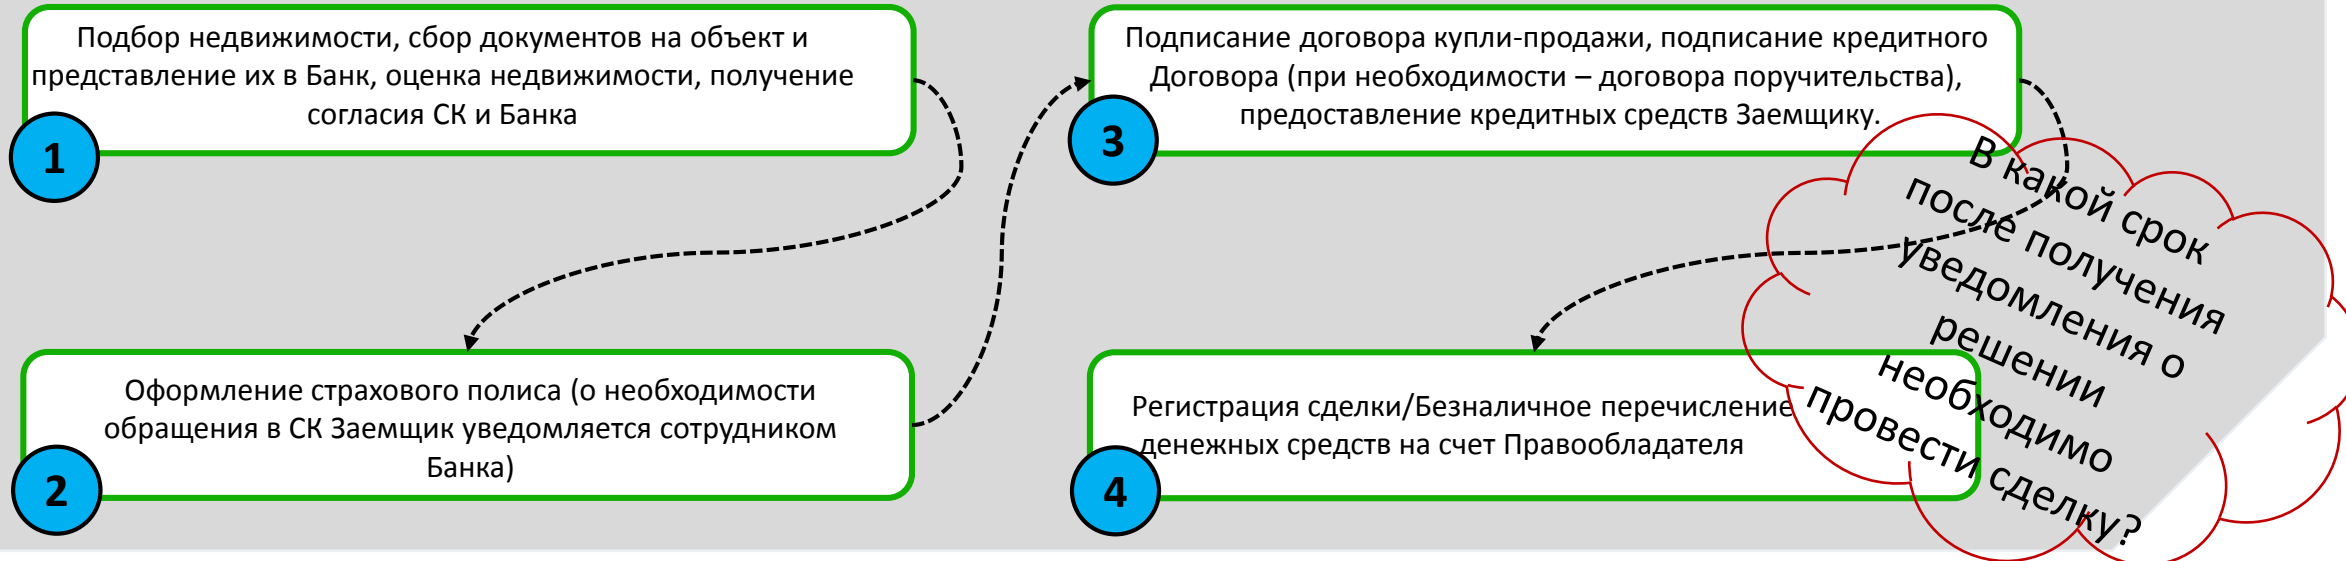 Подбор недвижимости, сбор документов на объект и
представление их в Банк, оценка недвижимости, получение
согласия СК и Банка
1
Оформление страхового полиса (о необходимости
обращения в СК Заемщик уведомляется сотрудником
Банка)
2
Подписание договора купли-продажи, подписание кредитного
Договора (при необходимости – договора поручительства),
предоставление кредитных средств Заемщику.
3
Регистрация сделки/Безналичное перечисление
денежных средств на счет Правообладателя
4
В какой срок
после получения
уведомления о
решении
необходимо
провести сделку?